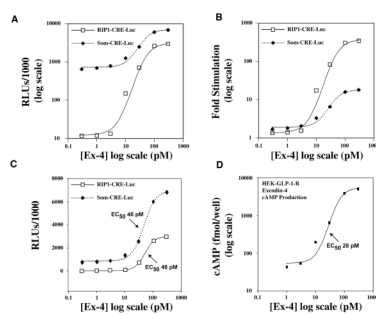 A
RIP1-CRE-Luc
Som-CRE-Luc
RLUs/1000
(log scale)
10000
1000
100
10
0.1 1 10 100 1000
[Ex-4] log scale (pM)
B
RIP1-CRE-Luc
Som-CRE-Luc
Fold Stimulation
(log scale)
1000
100
10
1
0.1 1 10 100 1000
[Ex-4] log scale (pM)
C
RIP1-CRE-Luc
Som-CRE-Luc
RLUs/1000
8000
6000
4000
2000
0
EC50 46 pM
EC50 48 pM
0.1 1 10 100 1000
[Ex-4] log scale (pM)
D
HEK-GLP-1-R
Exendin-4
cAMP Production
cAMP (fmol/well)
(log scale)
10000
1000
100
10
EC50 28 pM
0.1 1 10 100 1000
[Ex-4] log scale (pM)